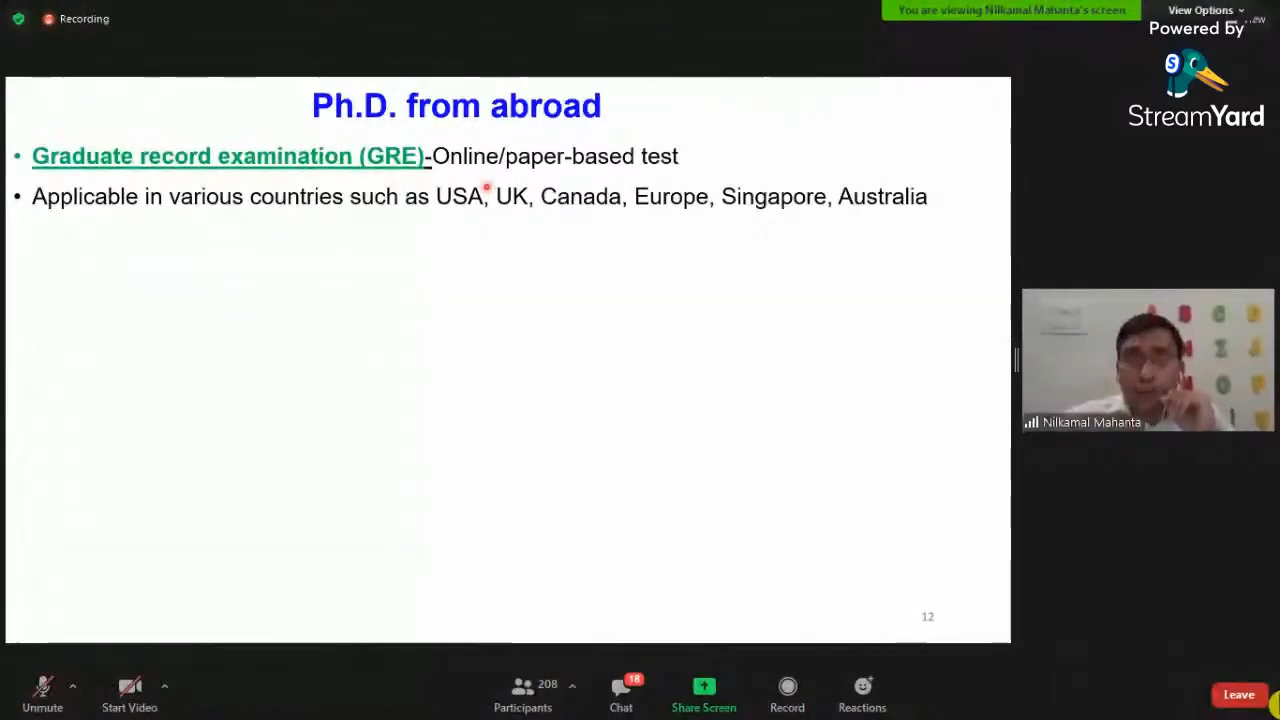 Recording
You are viewing Nilkamal Mahanta's screen
View Options
Powered by
S
StreamYard
Ph.D. from abroad
• Graduate record examination (GRE)-Online/paper-based test
• Applicable in various countries such as USA, UK, Canada, Europe, Singapore, Australia
A B C D
Nilkamal Mahanta
12
Unmute
Start Video
208
Participants
18
Chat
Share Screen
Record
Reactions
Leave